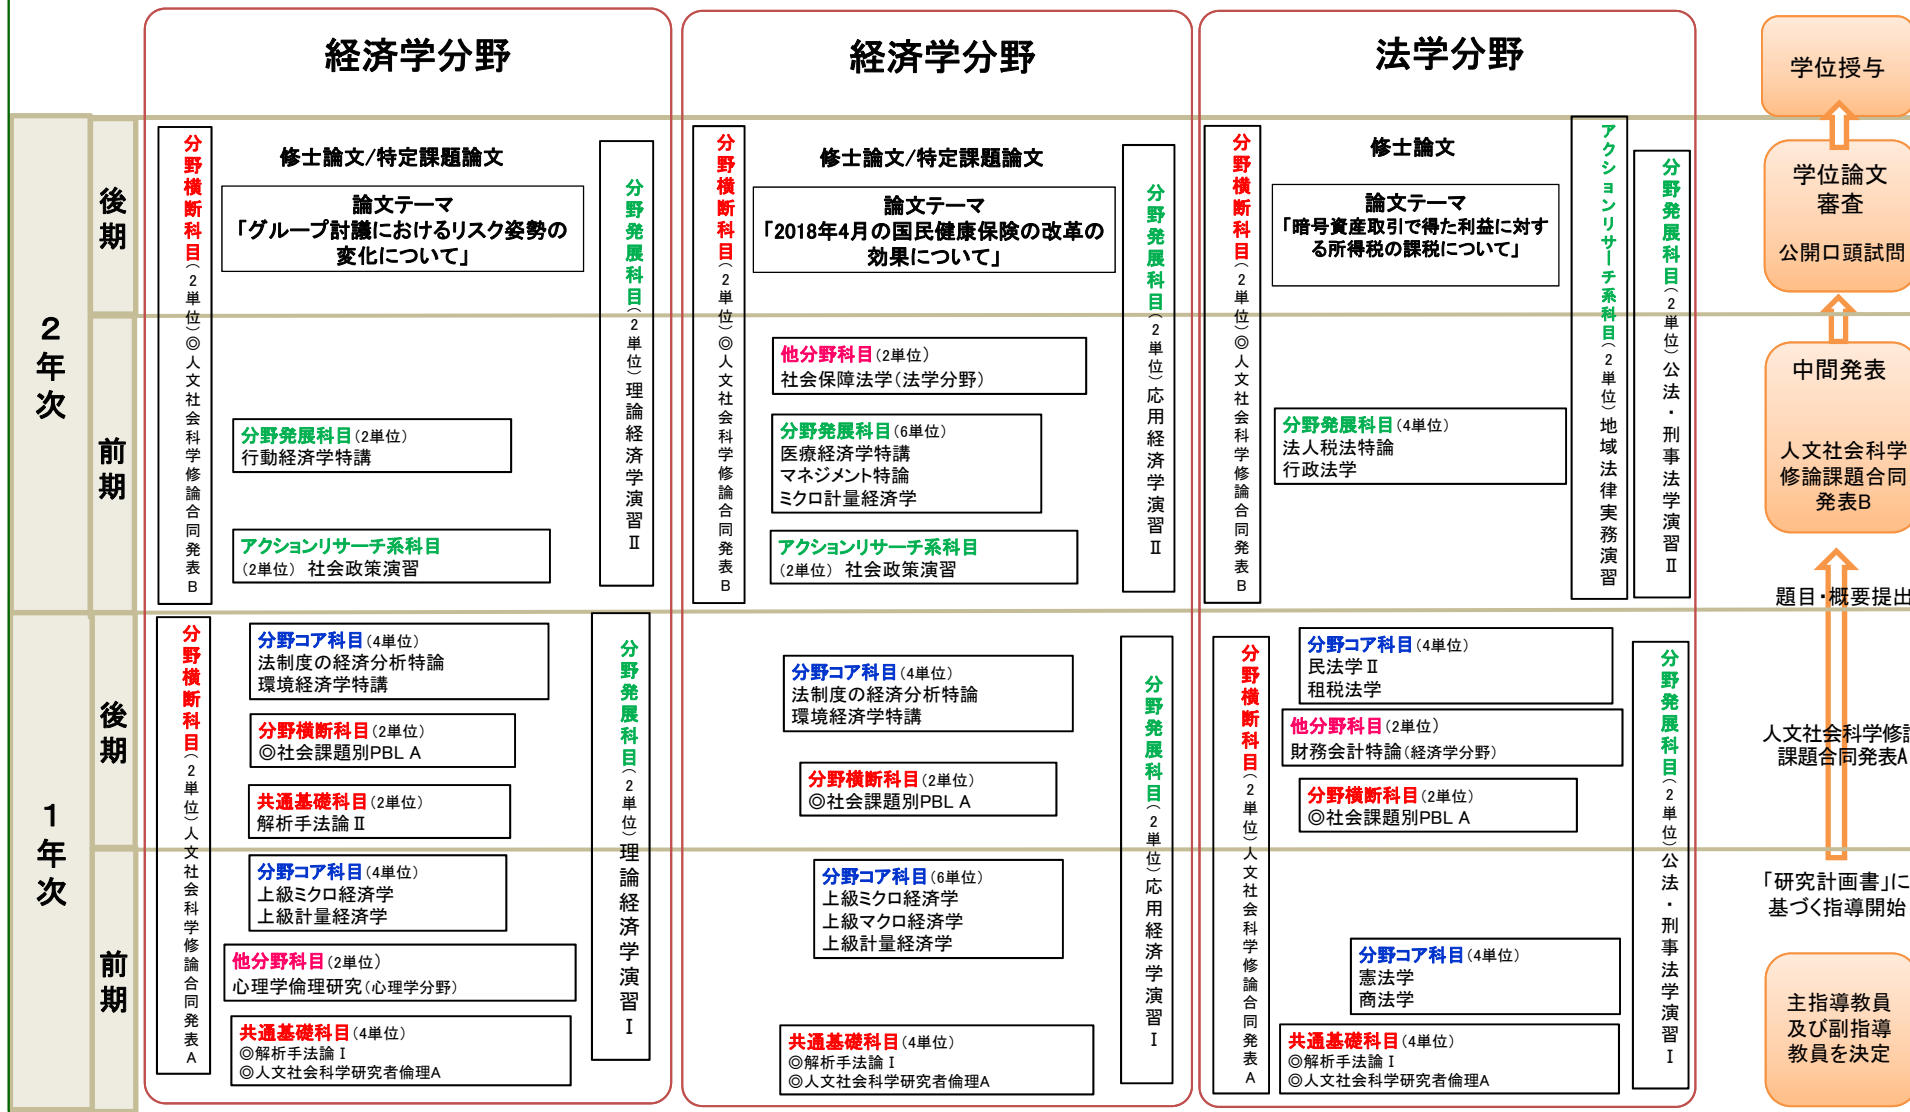 経済学分野
経済学分野
法学分野
学位授与
2年次
後期
前期
1年次
後期
前期
分野横断科目（2単位）◎人文社会科学修論合同発表B
修士論文/特定課題論文
論文テーマ
「グループ討議におけるリスク姿勢の
変化について」
分野発展科目（2単位）理論経済学演習Ⅱ
分野発展科目（2単位）
行動経済学特講
アクションリサーチ系科目
（2単位） 社会政策演習
分野横断科目（2単位）人文社会科学修論合同発表A
分野コア科目（4単位）
法制度の経済分析特論
環境経済学特講
分野横断科目（2単位）
◎社会課題別PBL A
共通基礎科目（2単位）
解析手法論Ⅱ
分野コア科目（4単位）
上級ミクロ経済学
上級計量経済学
他分野科目（2単位）
心理学倫理研究（心理学分野）
共通基礎科目（4単位）
◎解析手法論Ⅰ
◎人文社会科学研究者倫理A
分野発展科目（2単位）理論経済学演習Ⅰ
分野横断科目（2単位）◎人文社会科学修論合同発表B
修士論文/特定課題論文
論文テーマ
「2018年4月の国民健康保険の改革の
効果について」
分野発展科目（2単位）応用経済学演習Ⅱ
他分野科目（2単位）
社会保障法学（法学分野）
分野発展科目（6単位）
医療経済学特講
マネジメント特論
ミクロ計量経済学
アクションリサーチ系科目
（2単位） 社会政策演習
分野コア科目（4単位）
法制度の経済分析特論
環境経済学特講
分野横断科目（2単位）
◎社会課題別PBL A
分野コア科目（6単位）
上級ミクロ経済学
上級マクロ経済学
上級計量経済学
共通基礎科目（4単位）
◎解析手法論Ⅰ
◎人文社会科学研究者倫理A
分野発展科目（2単位）応用経済学演習Ⅰ
分野横断科目（2単位）◎人文社会科学修論合同発表B
修士論文
論文テーマ
「暗号資産取引で得た利益に対す
る所得税の課税について」
アクションリサーチ系科目（2単位）地域法律実務演習
分野発展科目（2単位）公法・刑事法学演習Ⅱ
分野発展科目（4単位）
法人税法特論
行政法学
分野横断科目（2単位）人文社会科学修論合同発表A
分野コア科目（4単位）
民法学Ⅱ
租税法学
他分野科目（2単位）
財務会計特論（経済学分野）
分野横断科目（2単位）
◎社会課題別PBL A
分野コア科目（4単位）
憲法学
商法学
共通基礎科目（4単位）
◎解析手法論Ⅰ
◎人文社会科学研究者倫理A
分野発展科目（2単位）公法・刑事法学演習Ⅰ
学位論文
審査
公開口頭試問
中間発表
人文社会科学
修論課題合同
発表B
題目・概要提出
人文社会科学修論
課題合同発表A
「研究計画書」に
基づく指導開始
主指導教員
及び副指導
教員を決定